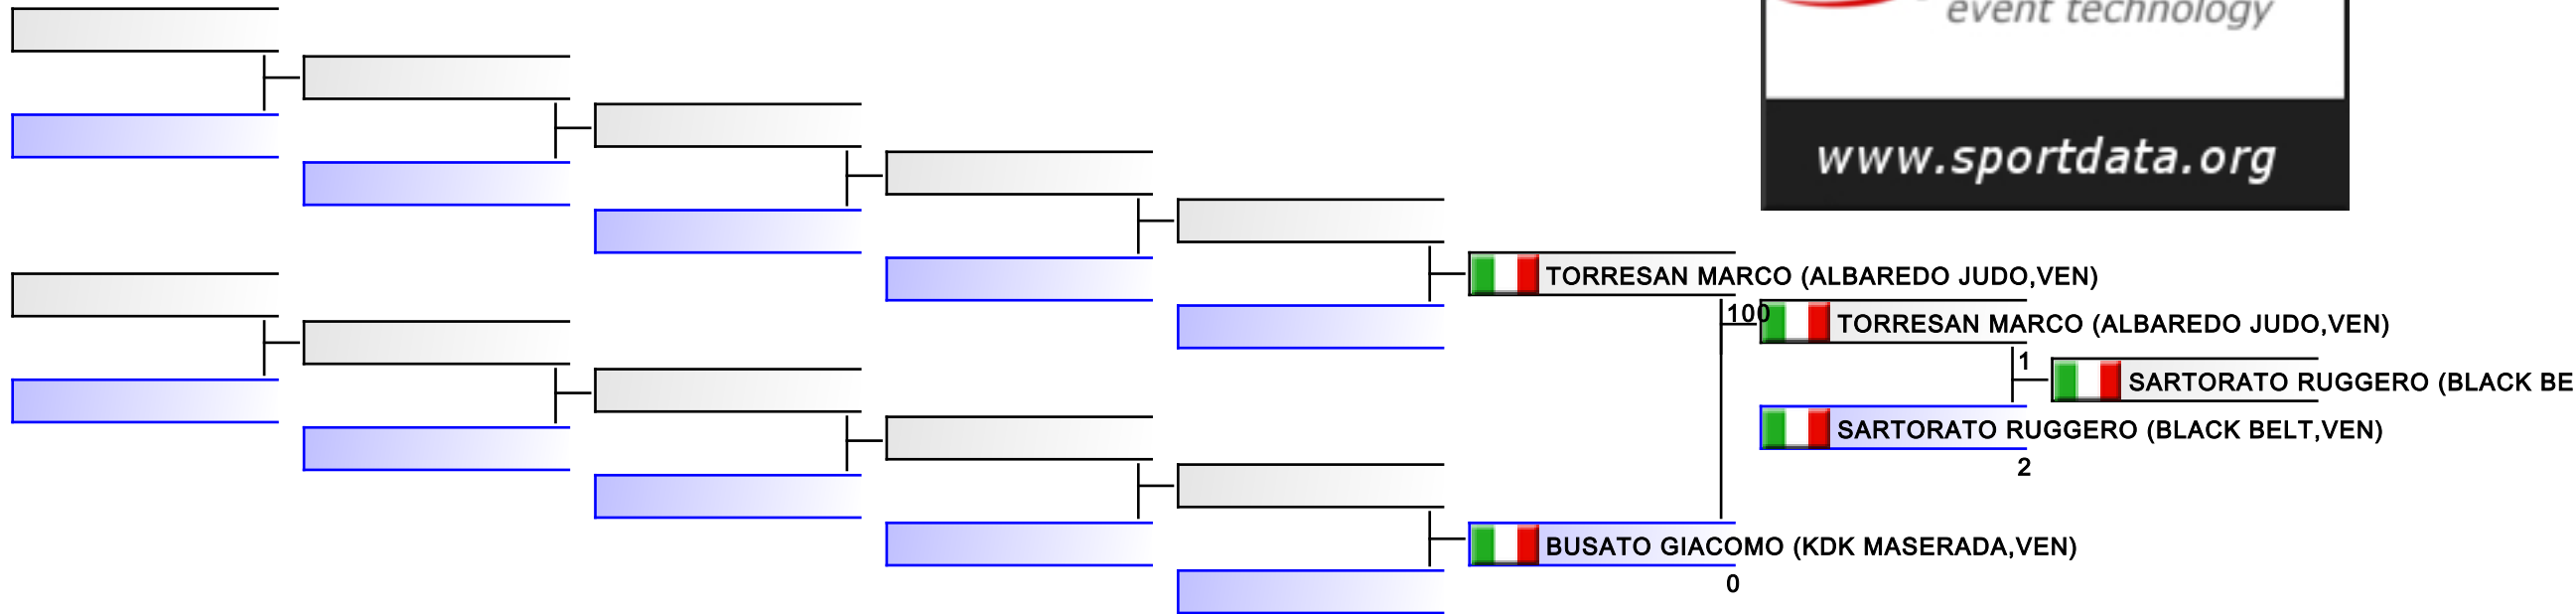 event technology
www.sportdata.org
TORRESAN MARCO (ALBAREDO JUDO,VEN)
100
TORRESAN MARCO (ALBAREDO JUDO,VEN)
1
SARTORATO RUGGERO (BLACK BE
SARTORATO RUGGERO (BLACK BELT,VEN)
2
BUSATO GIACOMO (KDK MASERADA,VEN)
0